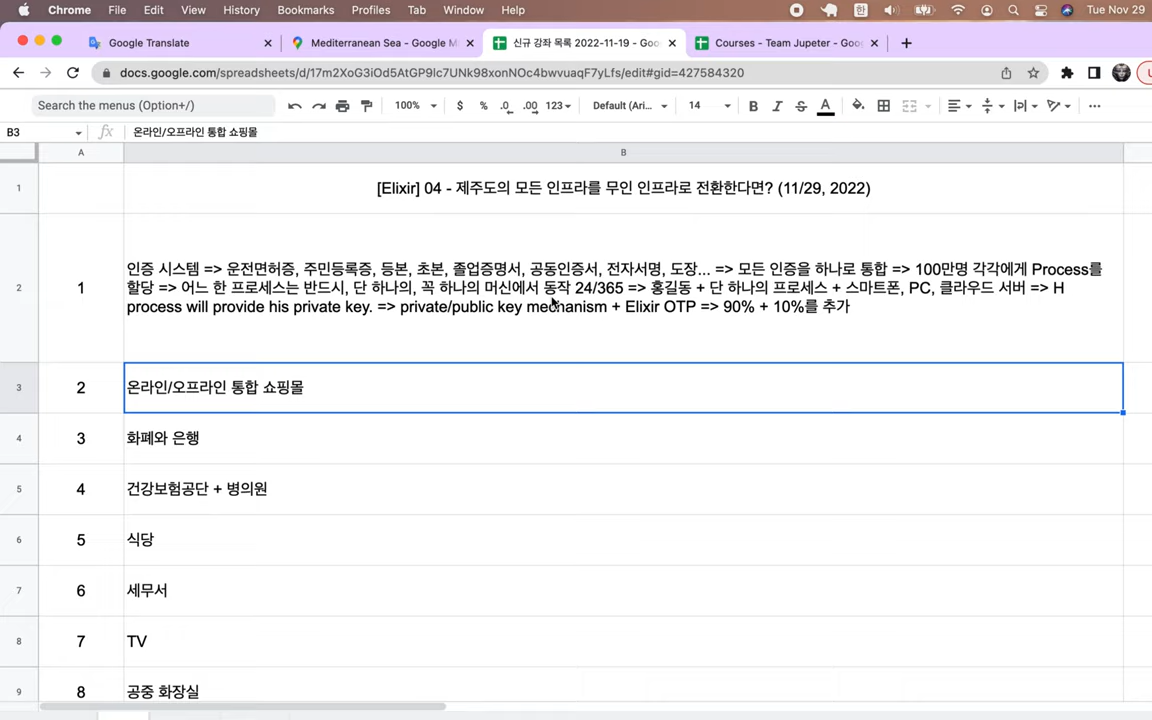 Chrome File Edit View History Bookmarks Profiles Tab Window Help 한 Tue Nov 29
Google Translate
Mediterranean Sea - Google M
신규 강좌 목록 2022-11-19 - Goo
Courses - Team Jupeter - Goog
docs.google.com/spreadsheets/d/17m2XoG3iOd5AtGP9Ic7UNk98xonNOc4bwvuaqF7yLfs/edit#gid=427584320
Search the menus (Option+/) 100% $ % .0 .00 123 Default (Ari... 14 B I S A
B3 fx 온라인/오프라인 통합 쇼핑몰
A B
1 [Elixir] 04 - 제주도의 모든 인프라를 무인 인프라로 전환한다면? (11/29, 2022)
인증 시스템 => 운전면허증, 주민등록증, 등본, 초본, 졸업증명서, 공동인증서, 전자서명, 도장... => 모든 인증을 하나로 통합 => 100만명 각각에게 Process를
2 1 할당 => 어느 한 프로세스는 반드시, 단 하나의, 꼭 하나의 머신에서 동작 24/365 => 홍길동 + 단 하나의 프로세스 + 스마트폰, PC, 클라우드 서버 => H
process will provide his private key. => private/public key mechanism + Elixir OTP => 90% + 10%를 추가
3 2 온라인/오프라인 통합 쇼핑몰
4 3 화폐와 은행
5 4 건강보험공단 + 병의원
6 5 식당
7 6 세무서
8 7 TV
9 8 공중 화장실